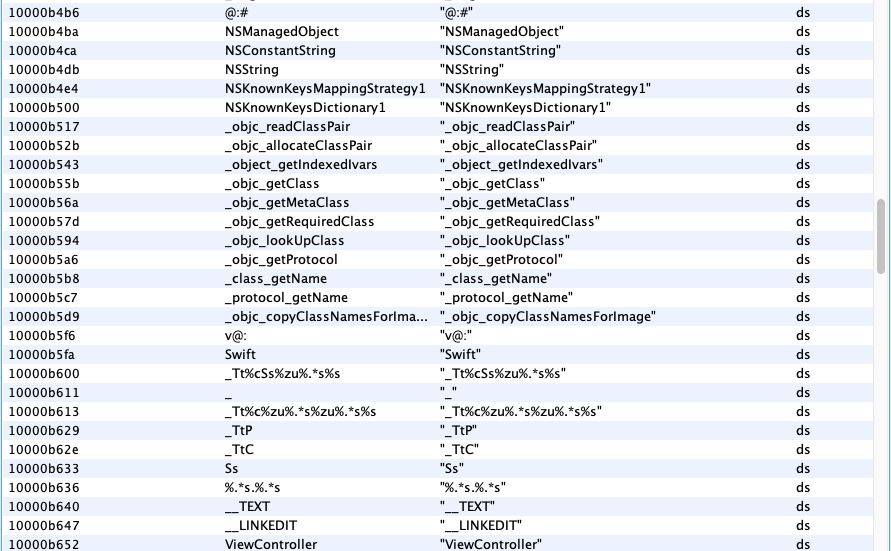 10000b4b6 @:# "@:#" ds
10000b4ba NSManagedObject "NSManagedObject" ds
10000b4ca NSConstantString "NSConstantString" ds
10000b4db NSString "NSString" ds
10000b4e4 NSKnownKeysMappingStrategy1 "NSKnownKeysMappingStrategy1" ds
10000b500 NSKnownKeysDictionary1 "NSKnownKeysDictionary1" ds
10000b517 _objc_readClassPair "_objc_readClassPair" ds
10000b52b _objc_allocateClassPair "_objc_allocateClassPair" ds
10000b543 _object_getIndexedIvars "_object_getIndexedIvars" ds
10000b55b _objc_getClass "_objc_getClass" ds
10000b56a _objc_getMetaClass "_objc_getMetaClass" ds
10000b57d _objc_getRequiredClass "_objc_getRequiredClass" ds
10000b594 _objc_lookUpClass "_objc_lookUpClass" ds
10000b5a6 _objc_getProtocol "_objc_getProtocol" ds
10000b5b8 _class_getName "_class_getName" ds
10000b5c7 _protocol_getName "_protocol_getName" ds
10000b5d9 _objc_copyClassNamesForIma... "_objc_copyClassNamesForImage" ds
10000b5f6 v@: "v@:" ds
10000b5fa Swift "Swift" ds
10000b600 _Tt%cSs%zu%.*s%s "_Tt%cSs%zu%.*s%s" ds
10000b611 _ "_" ds
10000b613 _Tt%c%zu%.*s%zu%.*s%s "_Tt%c%zu%.*s%zu%.*s%s" ds
10000b629 _TtP "_TtP" ds
10000b62e _TtC "_TtC" ds
10000b633 Ss "Ss" ds
10000b636 %.*s.%.*s "%.*s.%.*s" ds
10000b640 __TEXT "__TEXT" ds
10000b647 __LINKEDIT "__LINKEDIT" ds
10000b652 ViewController "ViewController" ds